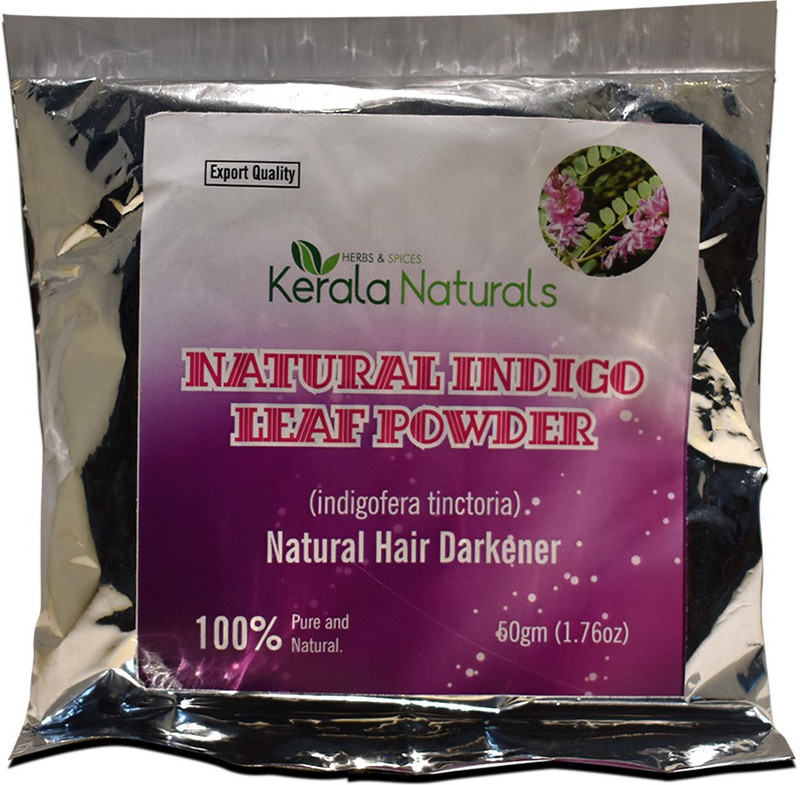 Export Quality
HERBS & SPICES
Kerala Naturals
NATURAL INDIGO
LEAF POWDER
(indigofera tinctoria).
Natural Hair Darkener
100% Pure and
Natural.
50gm (1.76oz)